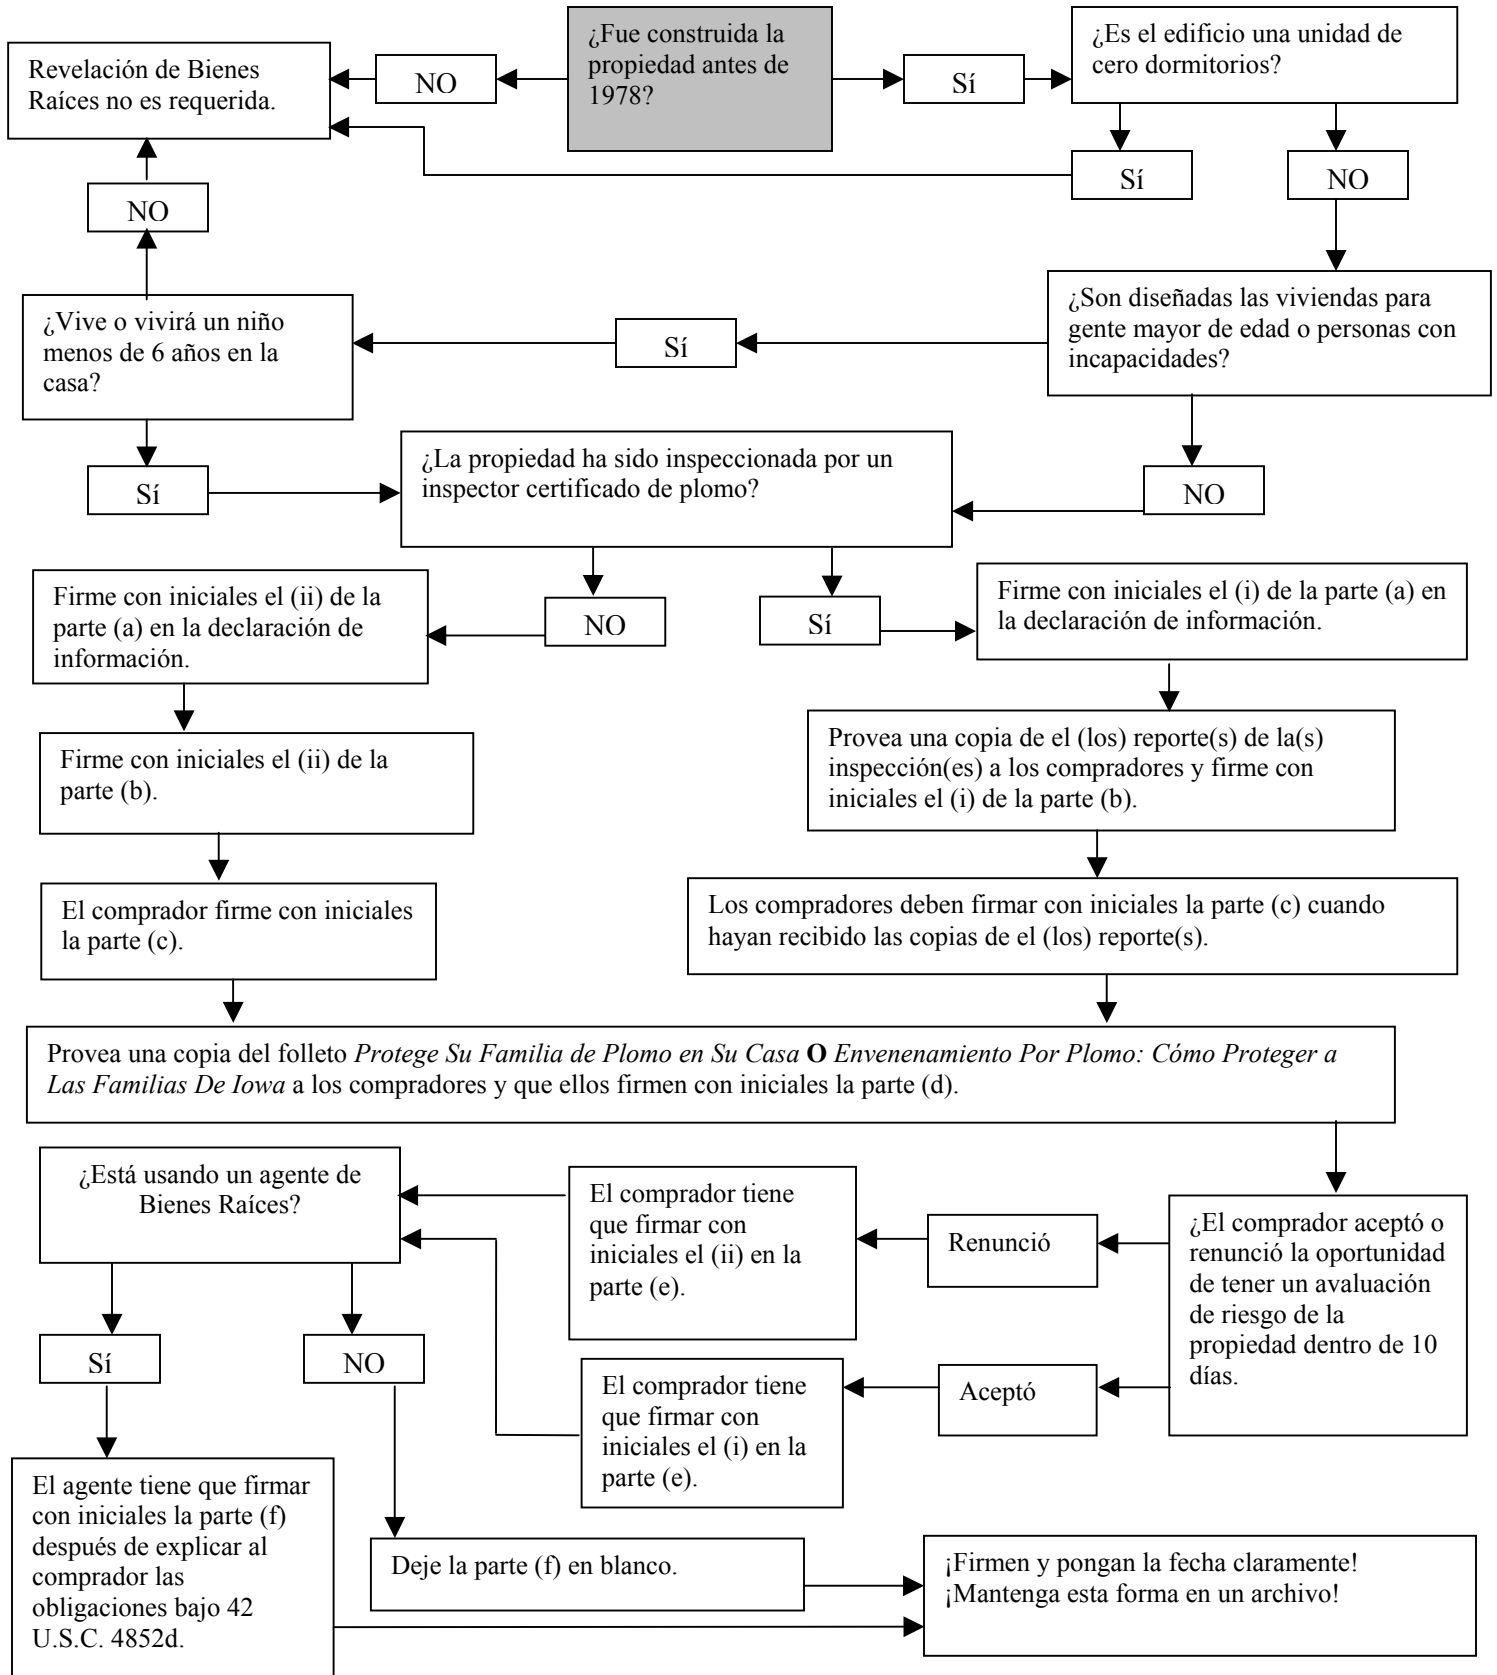 ¿Fue construida la
propiedad antes de
1978?
NO
Revelación de Bienes
Raíces no es requerida.
Sí
¿Es el edificio una unidad de
cero dormitorios?
Sí
NO
NO
¿Son diseñadas las viviendas para
gente mayor de edad o personas con
incapacidades?
Sí
¿Vive o vivirá un niño
menos de 6 años en la
casa?
Sí
NO
¿La propiedad ha sido inspeccionada por un
inspector certificado de plomo?
NO
Sí
Firme con iniciales el (ii) de la
parte (a) en la declaración de
información.
Firme con iniciales el (i) de la parte (a) en
la declaración de información.
Firme con iniciales el (ii) de la
parte (b).
Provea una copia de el (los) reporte(s) de la(s)
inspección(es) a los compradores y firme con
iniciales el (i) de la parte (b).
El comprador firme con iniciales
la parte (c).
Los compradores deben firmar con iniciales la parte (c) cuando
hayan recibido las copias de el (los) reporte(s).
Provea una copia del folleto Protege Su Familia de Plomo en Su Casa O Envenenamiento Por Plomo: Cómo Proteger a
Las Familias De Iowa a los compradores y que ellos firmen con iniciales la parte (d).
¿El comprador aceptó o
renunció la oportunidad
de tener un avaluación
de riesgo de la
propiedad dentro de 10
días.
Renunció
El comprador tiene
que firmar con
iniciales el (ii) en la
parte (e).
Aceptó
El comprador tiene
que firmar con
iniciales el (i) en la
parte (e).
¿Está usando un agente de
Bienes Raíces?
Sí
NO
El agente tiene que firmar
con iniciales la parte (f)
después de explicar al
comprador las
obligaciones bajo 42
U.S.C. 4852d.
Deje la parte (f) en blanco.
¡Firmen y pongan la fecha claramente!
¡Mantenga esta forma en un archivo!